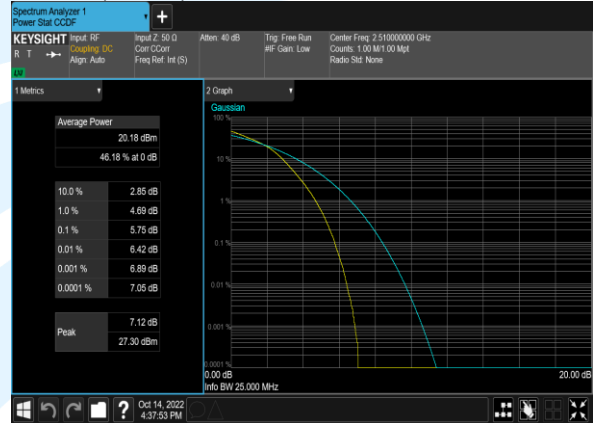 Spectrum Analyzer 1
Power Stat CCDF
+
KEYSIGHT
R T
LW
Input: RF
Coupling: DC
Align: Auto
Input Z: 50 Ω
Corr CCorr
Freq Ref: Int (S)
Atten: 40 dB
Trig: Free Run
#IF Gain: Low
Center Freq: 2.510000000 GHz
Counts: 1.00 M/1.00 Mpt
Radio Std: None
1 Metrics
Average Power
20.18 dBm
46.18 % at 0 dB
10.0 % 2.85 dB
1.0 % 4.69 dB
0.1 % 5.75 dB
0.01 % 6.42 dB
0.001 % 6.89 dB
0.0001 % 7.05 dB
Peak
7.12 dB
27.30 dBm
2 Graph
Gaussian
100 %
10 %
1 %
0.1 %
0.01 %
0.001 %
0.0001 %
0.00 dB 20.00 dB
Info BW 25.000 MHz
?
Oct 14, 2022
4:37:53 PM